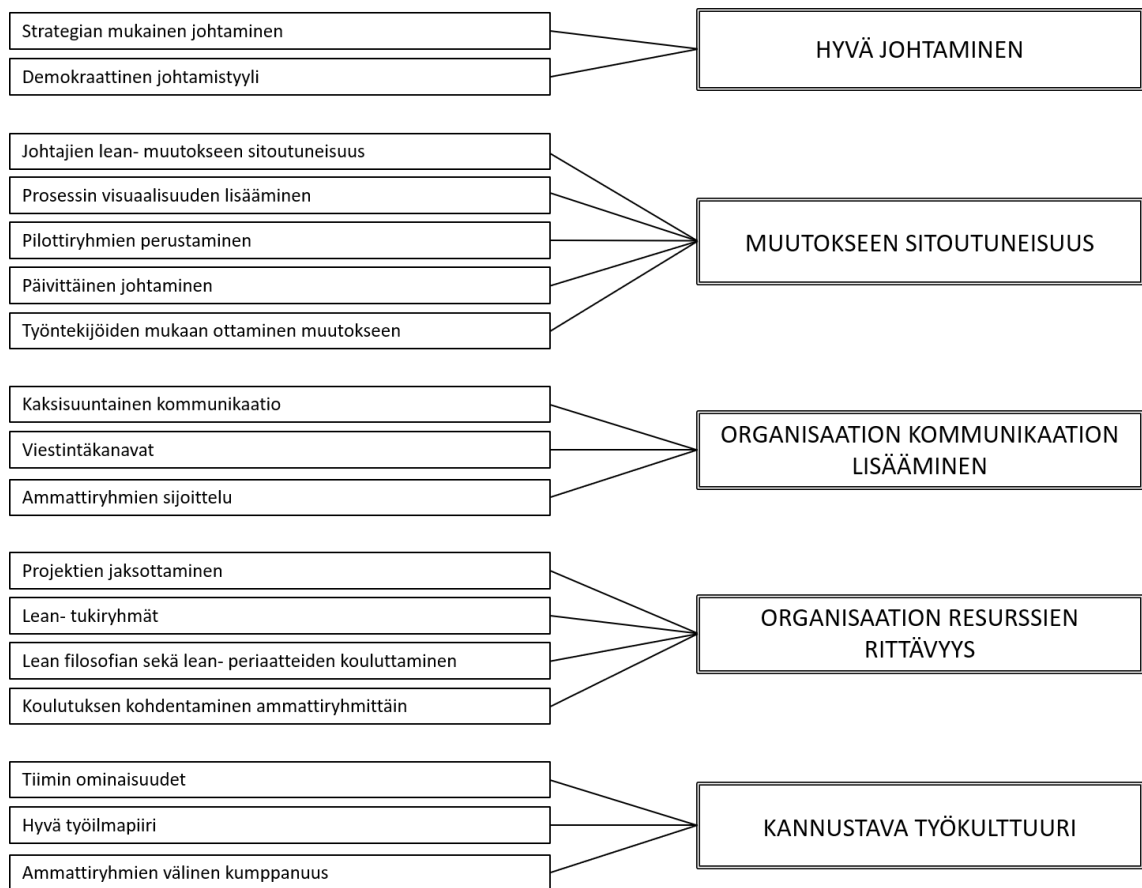 Strategian mukainen johtaminen
Demokraattinen johtamistyyli
HYVÄ JOHTAMINEN
Johtajien lean- muutokseen sitoutuneisuus
Prosessin visuaalisuuden lisääminen
Pilottiryhmien perustaminen
Päivittäinen johtaminen
Työntekijöiden mukaan ottaminen muutokseen
MUUTOKSEEN SITOUTUNEISUUS
Kaksisuuntainen kommunikaatio
Viestintäkanavat
Ammattiryhmien sijoittelu
ORGANISAATION KOMMUNIKAATION
LISÄÄMINEN
Projektien jaksottaminen
Lean- tukiryhmät
Lean filosofian sekä lean- periaatteiden kouluttaminen
Koulutuksen kohdentaminen ammattiryhmittäin
ORGANISAATION RESURSSIEN
RITTÄVYYS
Tiimin ominaisuudet
Hyvä työilmapiiri
Ammattiryhmien välinen kumppanuus
KANNUSTAVA TYÖKULTTUURI